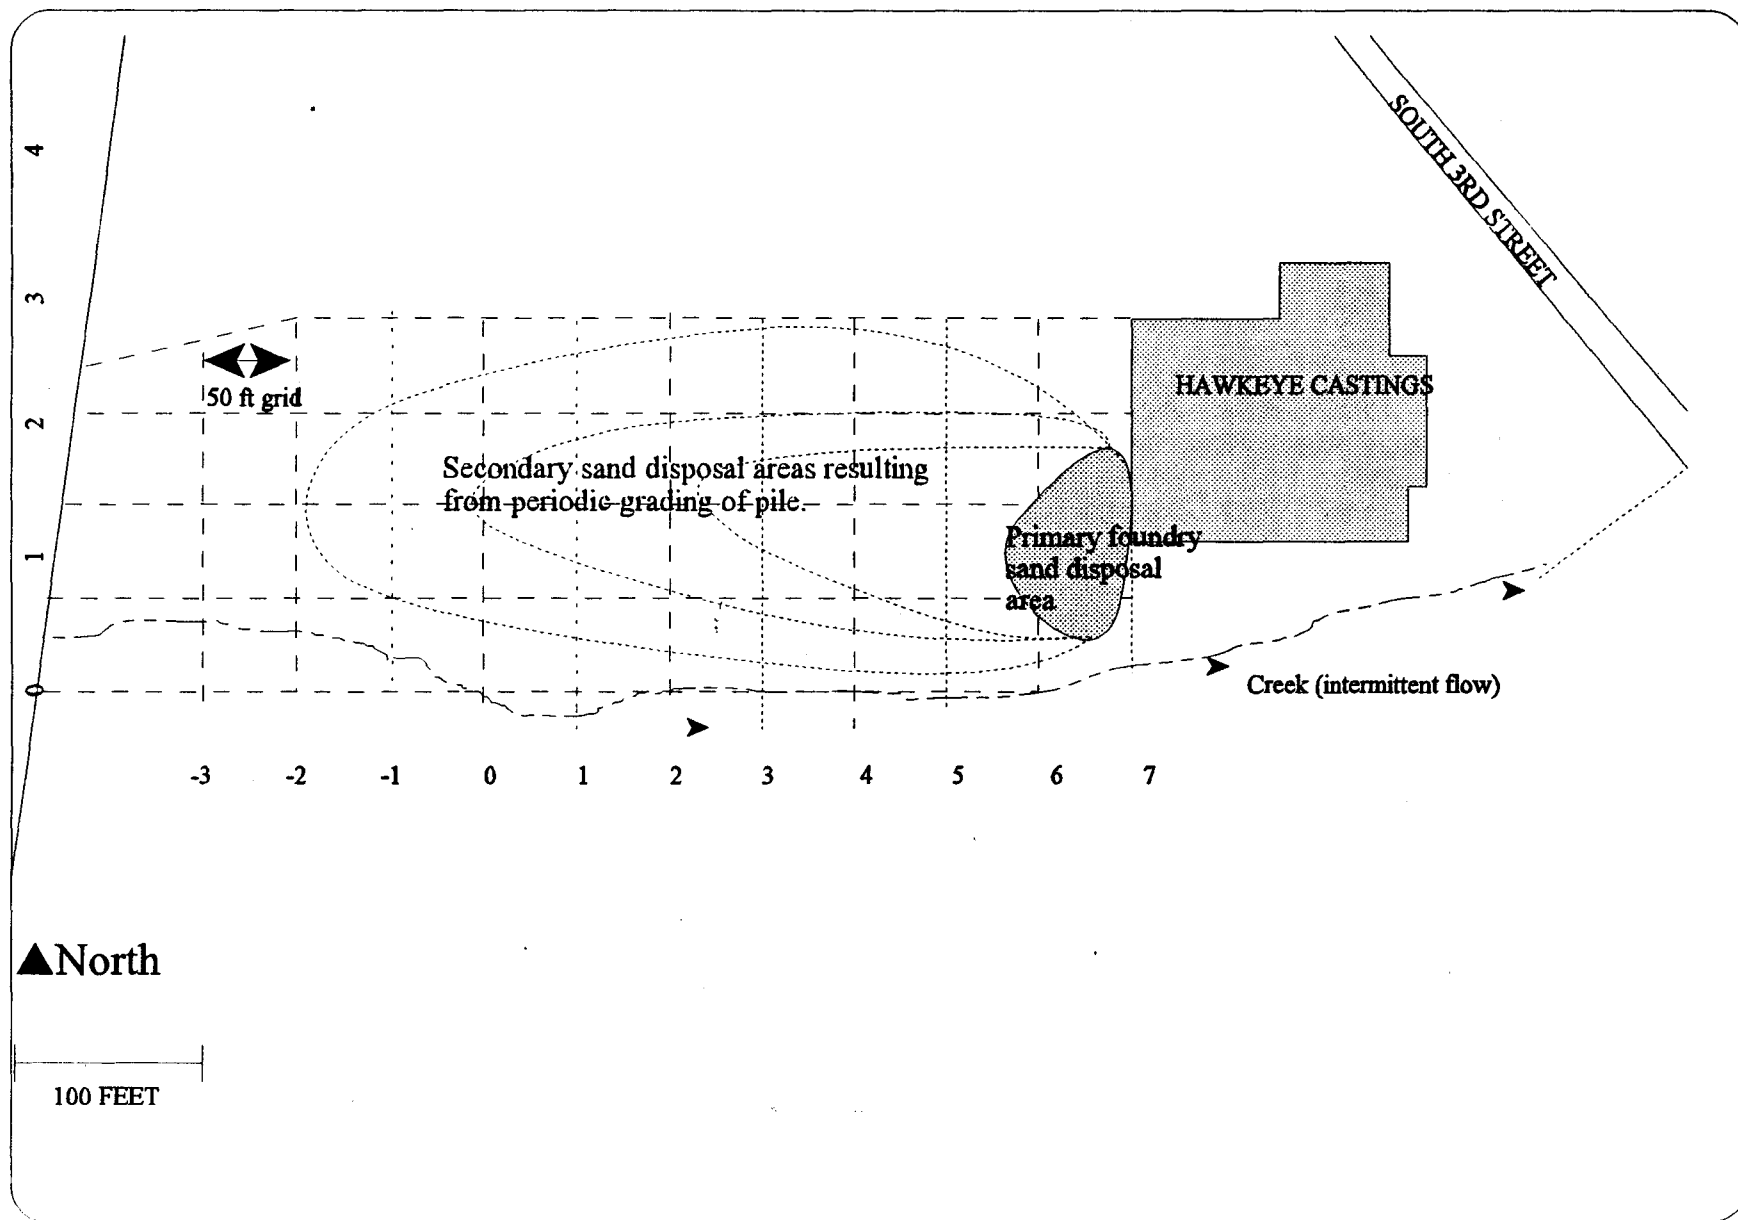 SOUTH 3RD STREET
4
3
2
1
0
50 ft grid
HAWKEYE CASTINGS
Secondary sand disposal areas resulting
from periodic grading of pile.
Primary foundry
sand disposal
area
Creek (intermittent flow)
-3 -2 -1 0 1 2 3 4 5 6 7
North
100 FEET